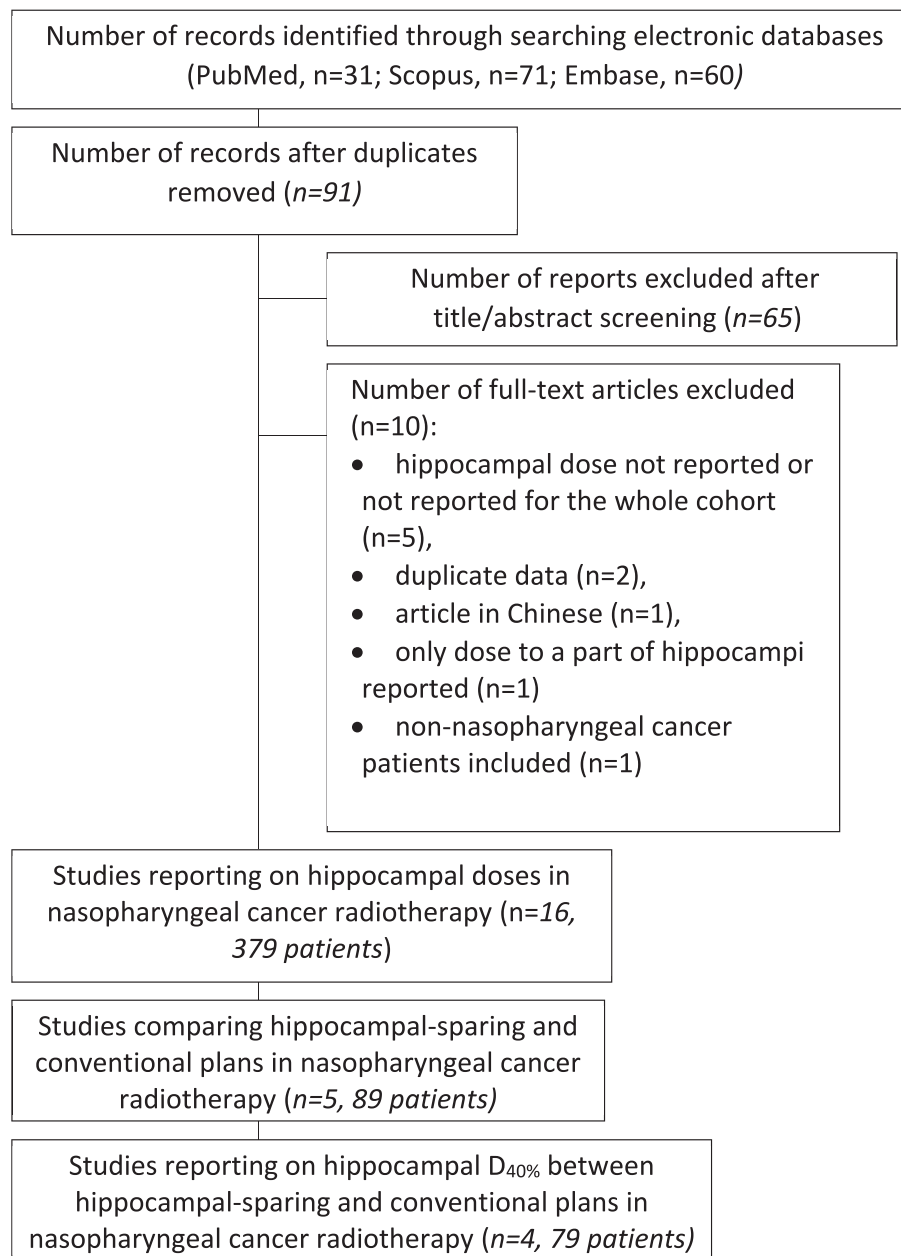 Number of records identified through searching electronic databases
(PubMed, n=31; Scopus, n=71; Embase, n=60)
Number of records after duplicates
removed (n=91)
Number of reports excluded after
title/abstract screening (n=65)
Number of full-text articles excluded
(n=10):
• hippocampal dose not reported or
not reported for the whole cohort
(n=5),
• duplicate data (n=2),
• article in Chinese (n=1),
• only dose to a part of hippocampi
reported (n=1)
• non-nasopharyngeal cancer
patients included (n=1)
Studies reporting on hippocampal doses in
nasopharyngeal cancer radiotherapy (n=16,
379 patients)
Studies comparing hippocampal-sparing and
conventional plans in nasopharyngeal cancer
radiotherapy (n=5, 89 patients)
Studies reporting on hippocampal D40% between
hippocampal-sparing and conventional plans in
nasopharyngeal cancer radiotherapy (n=4, 79 patients)